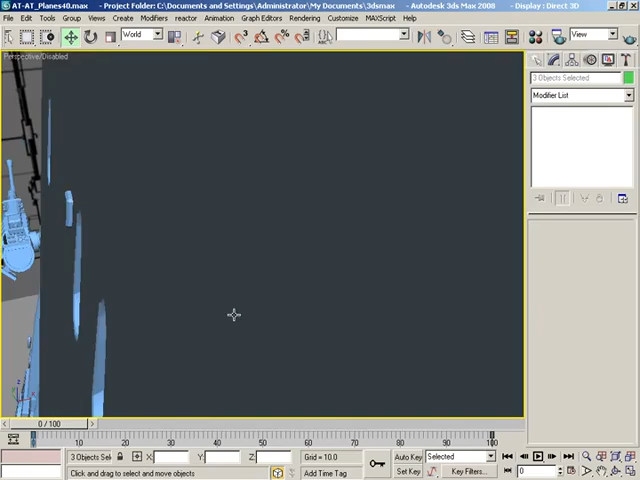 AT-AT_Planes40.max - Project Folder: C:\Documents and Settings\Administrator\My Documents\3dsmax - Autodesk 3ds Max 2008 - Display : Direct 3D
File Edit Tools Group Views Create Modifiers reactor Animation Graph Editors Rendering Customize MAXScript Help
World
View
Perspective/Disabled
3 Objects Selected
Modifier List
0 / 100
0 10 20 30 40 50 60 70 80 90 100
3 Objects Sel X: Y: Z: Grid = 10.0 Auto Key Selected
Click and drag to select and move objects Add Time Tag Set Key Key Filters... 0